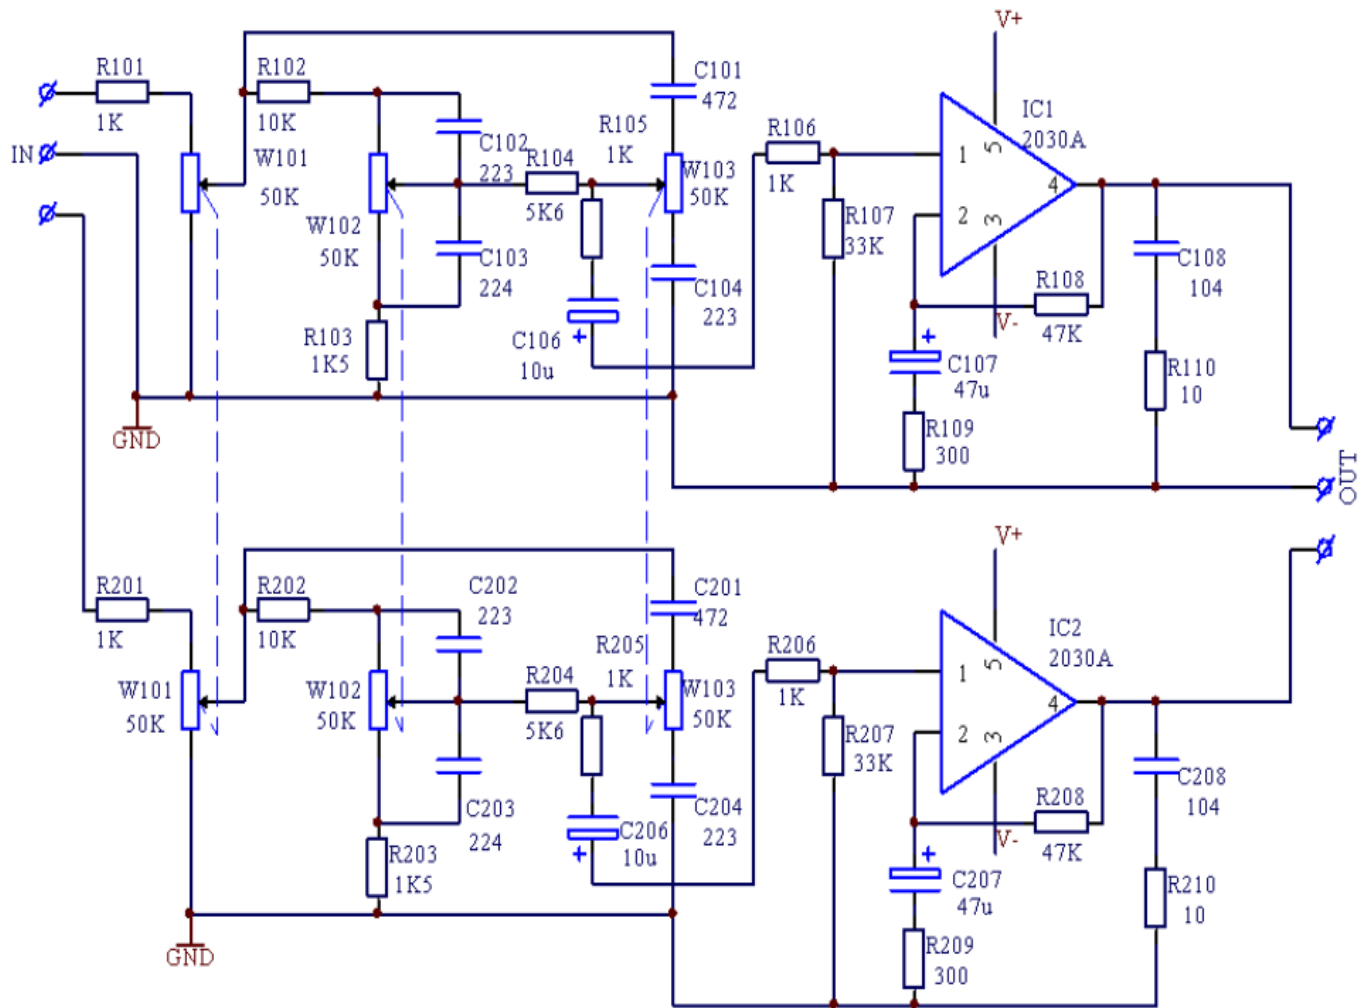 V+
R101
R102
C101
472
IC1
2030A
1K
10K
C102
223
R105
1K
R106
1K
5
IN
W101
50K
R104
5K6
W103
50K
1
4
W102
50K
R107
33K
2
3
C103
224
C104
223
C108
104
R108
47K
V-
R103
1K5
C106
10u
+
+
C107
47u
R110
10
GND
R109
300
OUT
V+
R201
R202
C202
223
C201
472
IC2
2030A
1K
10K
R205
1K
R206
1K
5
W101
50K
W102
50K
R204
5K6
W103
50K
1
4
R207
33K
2
3
C203
224
C204
223
C208
104
R208
47K
V-
R203
1K5
C206
10u
+
+
C207
47u
R210
10
GND
R209
300